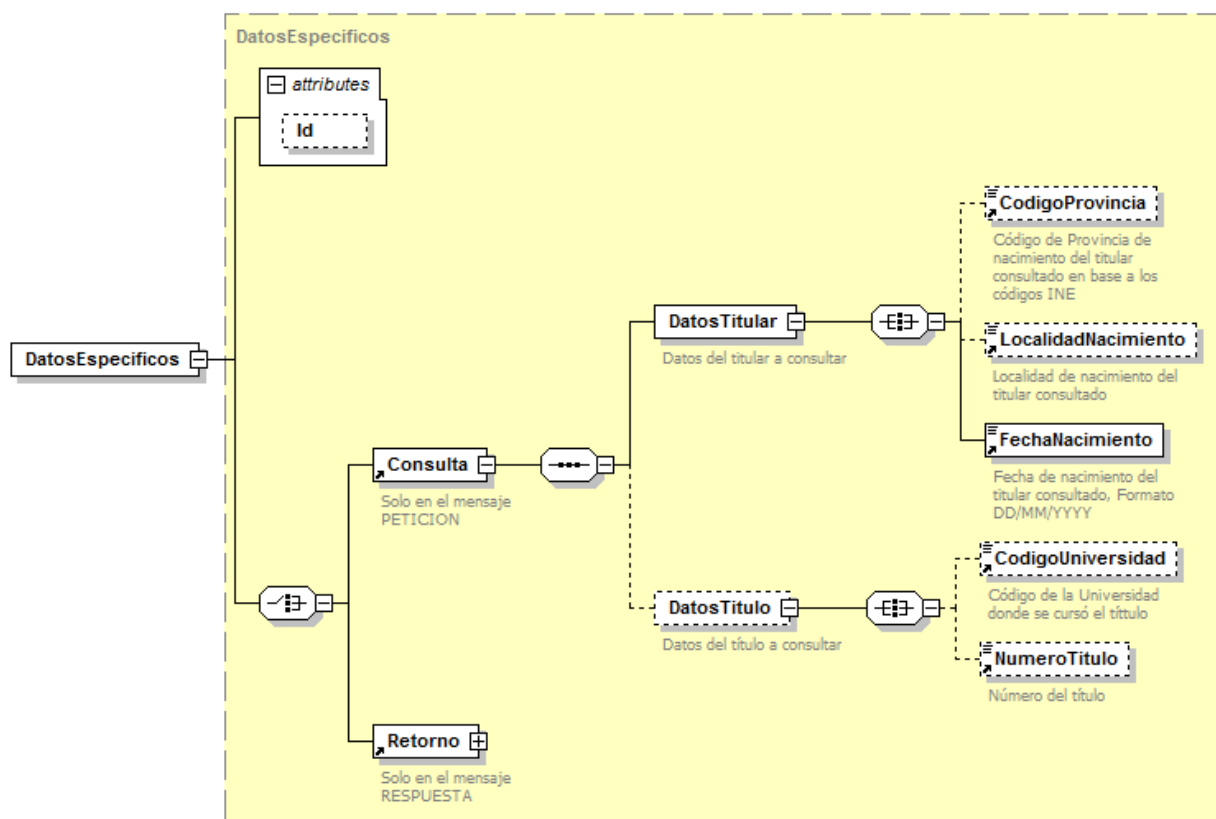 DatosEspecificos
attributes
Id
CodigoProvincia
Código de Provincia de
nacimiento del titular
consultado en base a los
códigos INE
DatosTitular
Datos del titular a consultar
LocalidadNacimiento
Localidad de nacimiento del
titular consultado
DatosEspecificos
FechaNacimiento
Fecha de nacimiento del
titular consultado, Formato
DD/MM/YYYY
Consulta
Solo en el mensaje
PETICION
CodigoUniversidad
Código de la Universidad
donde se cursó el títtulo
DatosTitulo
Datos del título a consultar
NumeroTitulo
Número del título
Retorno
Solo en el mensaje
RESPUESTA